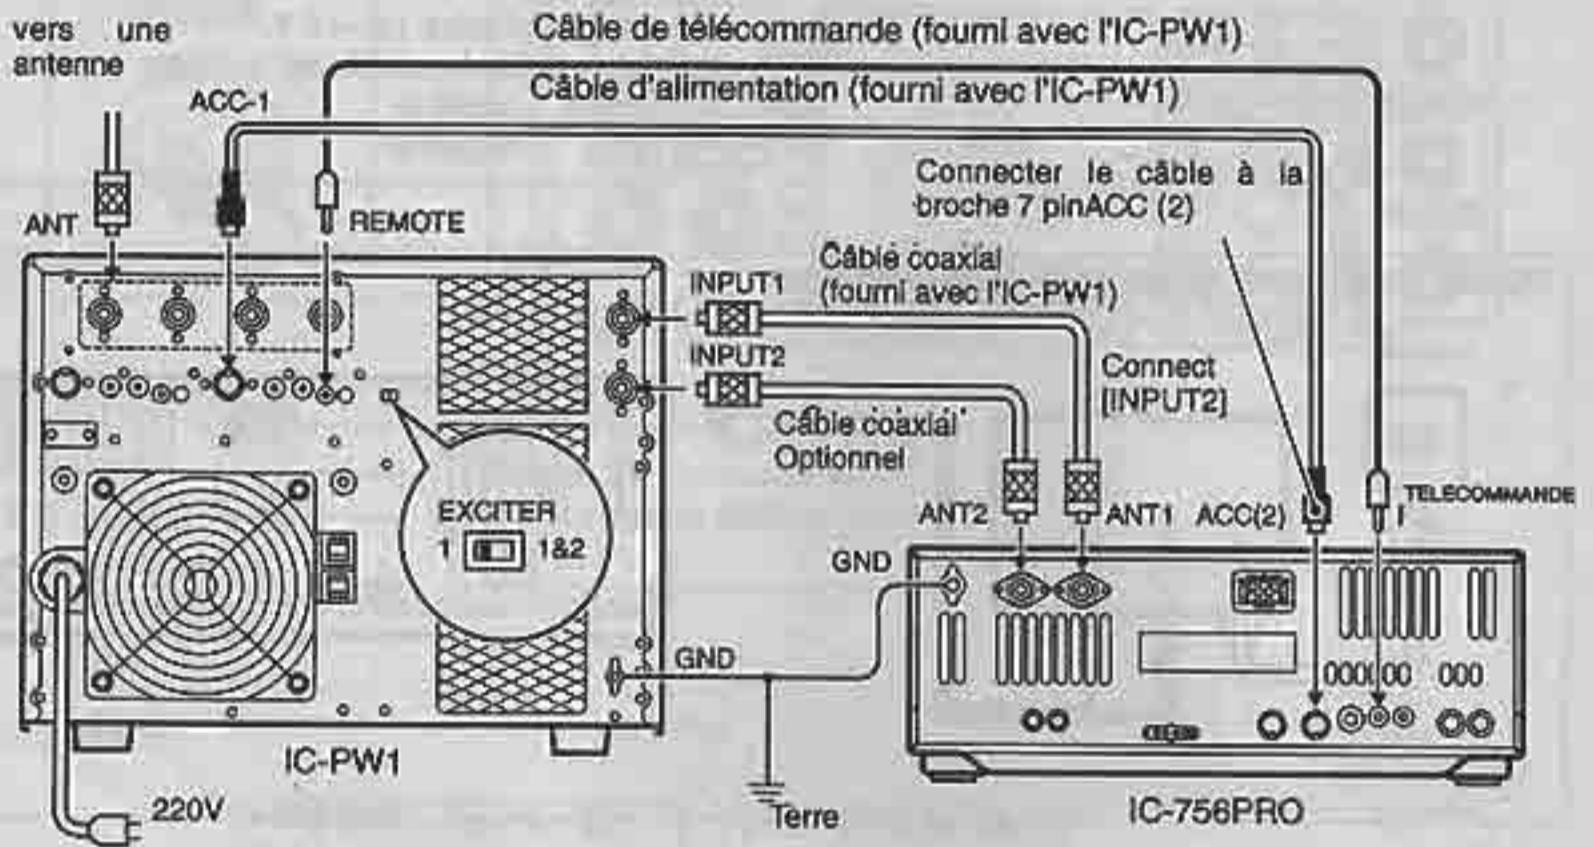 vers une
antenne
Câble de télécommande (fourni avec l'IC-PW1)
Câble d'alimentation (fourni avec l'IC-PW1)
ACC-1
Connecter le câble à la
broche 7 pinACC (2)
ANT
REMOTE
Câble coaxial
(fourni avec l'IC-PW1)
INPUT1
INPUT2
Connect
[INPUT2]
Câble coaxial
Optionnel
EXCITER
1 1&2
ANT2
ANT1
ACC(2)
TELECOMMANDE
GND
GND
IC-PW1
220V
Terre
IC-756PRO